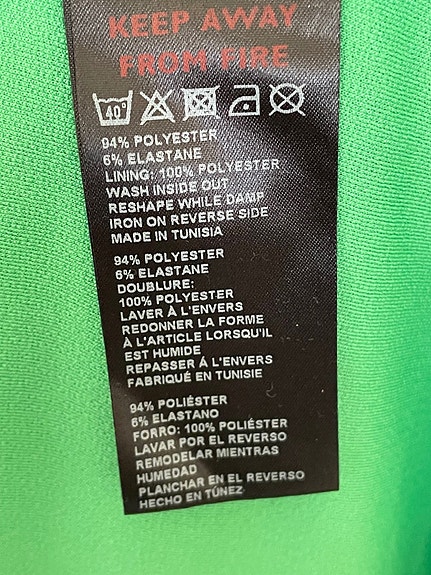 KEEP AWAY
FROM FIRE
40°
94% POLYESTER
6% ELASTANE
LINING: 100% POLYESTER
WASH INSIDE OUT
RESHAPE WHILE DAMP
IRON ON REVERSE SIDE
MADE IN TUNISIA
94% POLYESTER
6% ELASTANE
DOUBLURE:
100% POLYESTER
LAVER À L'ENVERS
REDONNER LA FORME
À L'ARTICLE LORSQU'IL
EST HUMIDE
REPASSER À L'ENVERS
FABRIQUÉ EN TUNISIE
94% POLIÉSTER
6% ELASTANO
FORRO: 100% POLIÉSTER
LAVAR POR EL REVERSO
REMODELAR MIENTRAS
HUMEDAD
PLANCHAR EN EL REVERSO
HECHO EN TÚNEZ